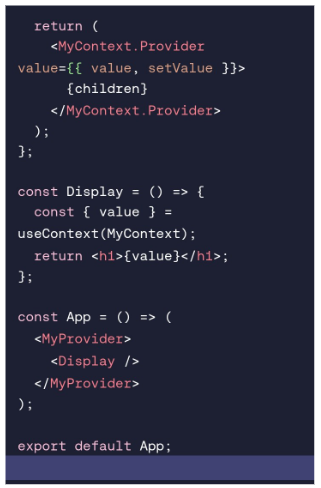 return (
<MyContext.Provider
value={{ value, setValue }}>
{children}
</MyContext.Provider>
);
};
const Display = () => {
const { value } =
useContext(MyContext);
return <h1>{value}</h1>;
};
const App = () => (
<MyProvider>
<Display />
</MyProvider>
);
export default App;